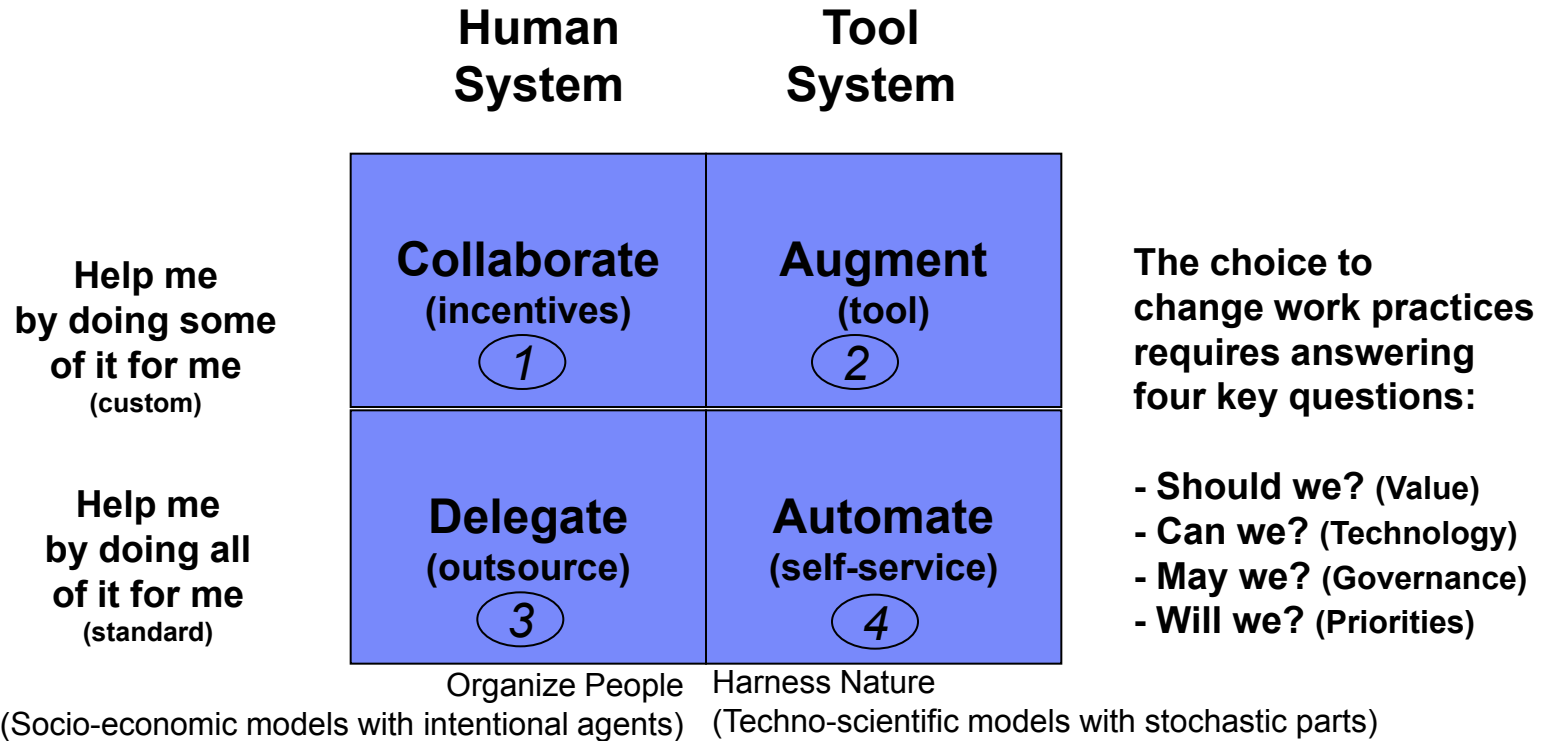 Human
System
Tool
System
Help me
by doing some
of it for me
(custom)
Collaborate
(incentives)
1
Augment
(tool)
2
Help me
by doing all
of it for me
(standard)
Delegate
(outsource)
3
Automate
(self-service)
4
Organize People
(Socio-economic models with intentional agents)
Harness Nature
(Techno-scientific models with stochastic parts)
The choice to
change work practices
requires answering
four key questions:
- Should we? (Value)
- Can we? (Technology)
- May we? (Governance)
- Will we? (Priorities)